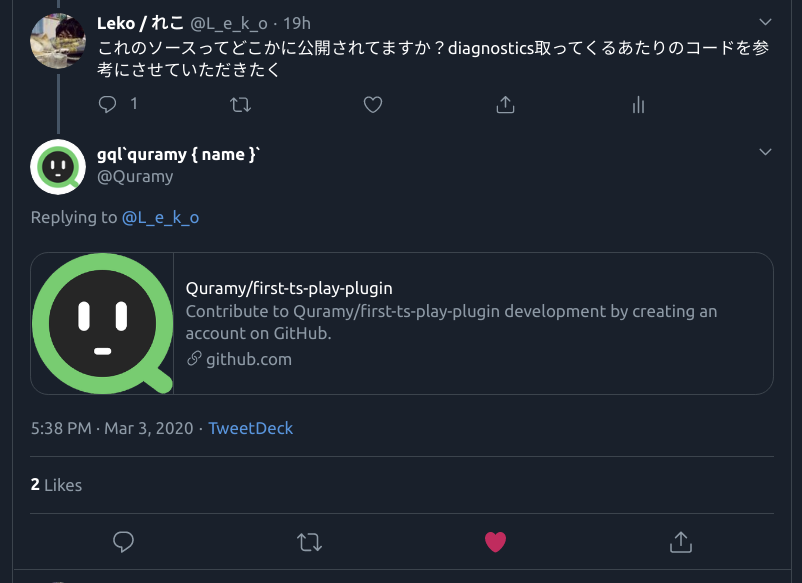 Leko / れこ @L_e_k_o · 19h
これのソースってどこかに公開されてますか？diagnostics取ってくるあたりのコードを参
考にさせていただきたく
1
gql`quramy { name }`
@Quramy
Replying to @L_e_k_o
Quramy/first-ts-play-plugin
Contribute to Quramy/first-ts-play-plugin development by creating an
account on GitHub.
github.com
5:38 PM · Mar 3, 2020 · TweetDeck
2 Likes